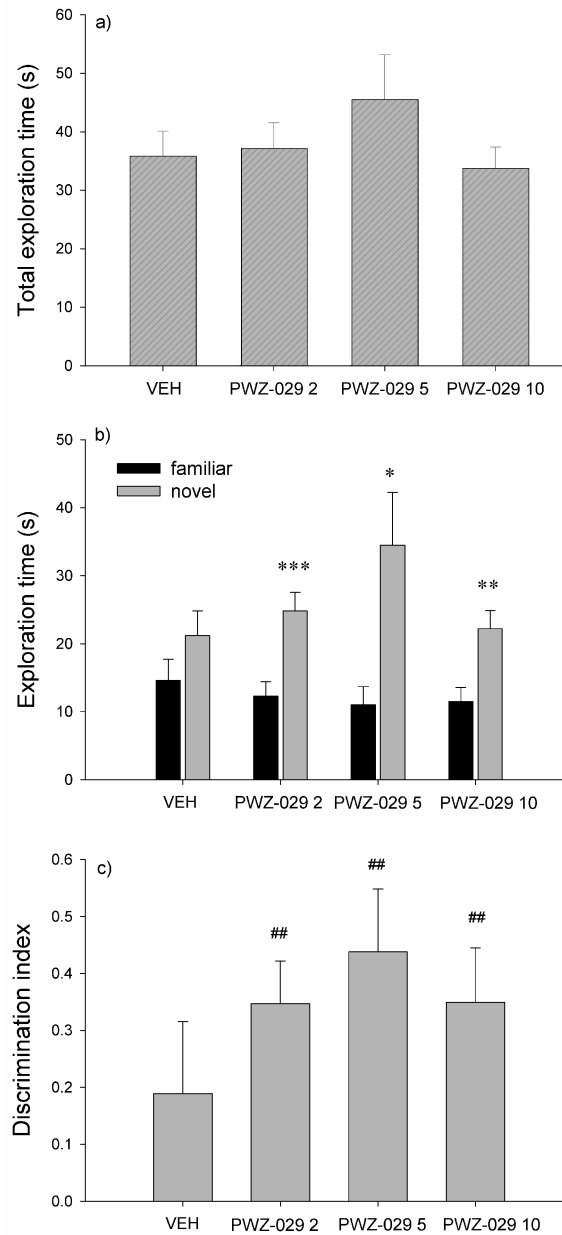 a)
Total exploration time (s)
60
50
40
30
20
10
0
VEH PWZ-029 2 PWZ-029 5 PWZ-029 10
b)
Exploration time (s)
50
40
30
20
10
0
familiar
novel
*** * **
VEH PWZ-029 2 PWZ-029 5 PWZ-029 10
c)
Discrimination index
0.6
0.5
0.4
0.3
0.2
0.1
0.0
## ## ##
VEH PWZ-029 2 PWZ-029 5 PWZ-029 10